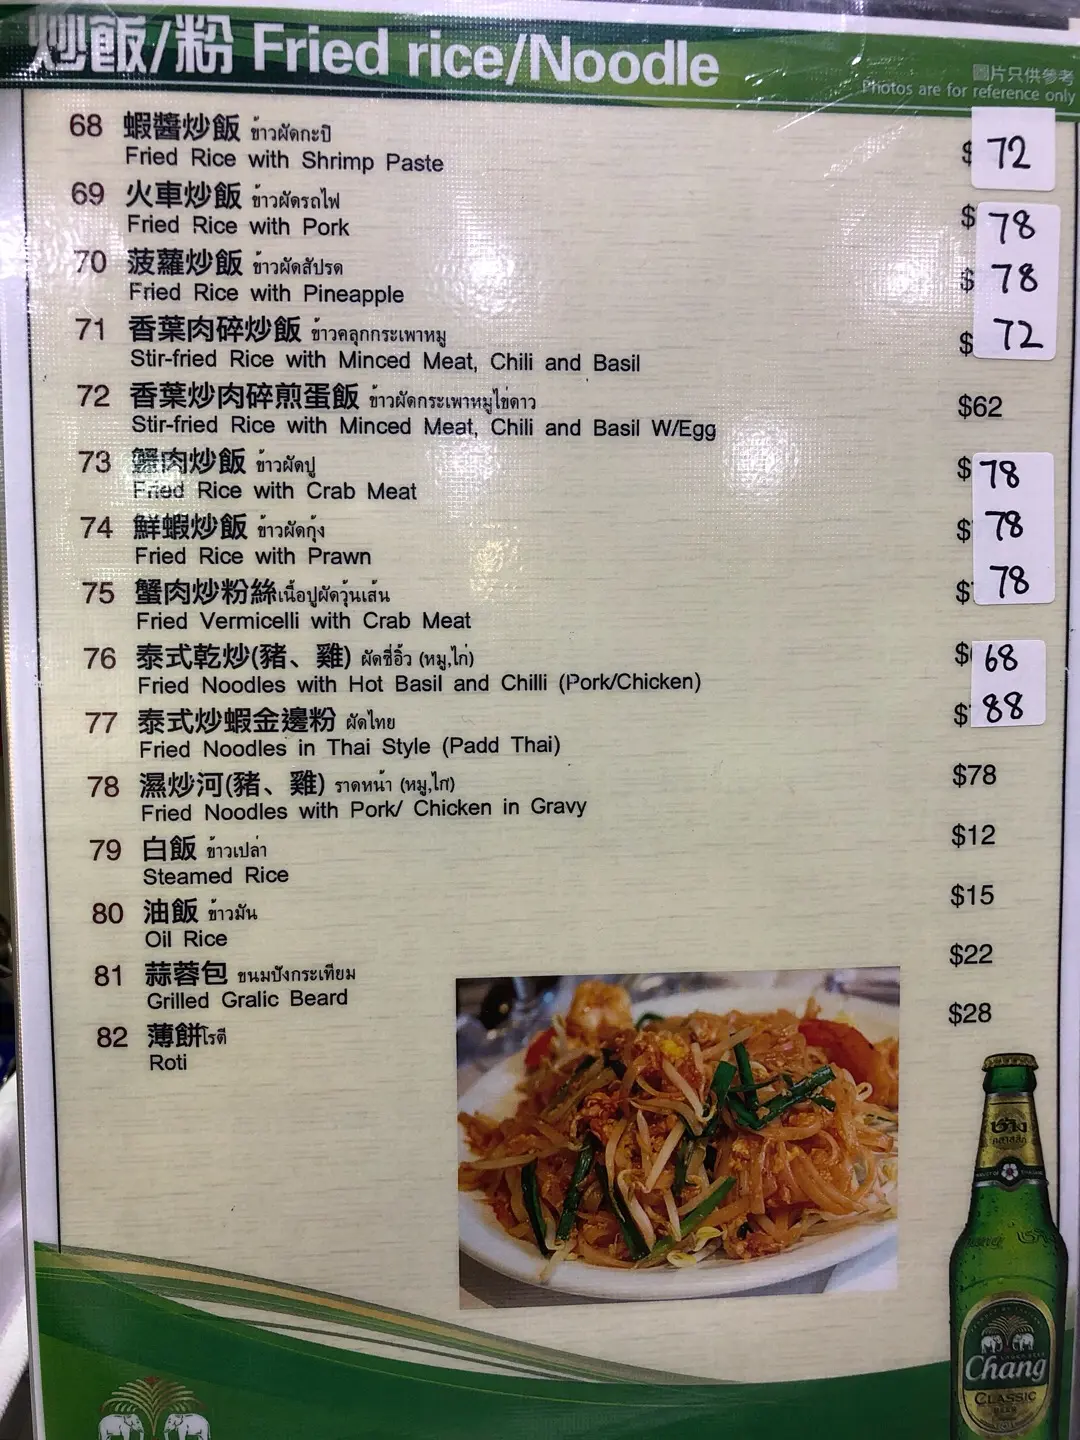 炒飯/粉 Fried rice/Noodle
圖片只供參考
Photos are for reference only
68 蝦醬炒飯 ข้าวผัดกะปิ $ 72
Fried Rice with Shrimp Paste
69 火車炒飯 ข้าวผัดรถไฟ $ 78
Fried Rice with Pork
70 菠蘿炒飯 ข้าวผัดสัปรด $ 78
Fried Rice with Pineapple
71 香葉肉碎炒飯 ข้าวคลุกกระเพาหมู $ 72
Stir-fried Rice with Minced Meat, Chili and Basil
72 香葉炒肉碎煎蛋飯 ข้าวผัดกระเพาหมูไข่ดาว $62
Stir-fried Rice with Minced Meat, Chili and Basil W/Egg
73 蟹肉炒飯 ข้าวผัดปู $ 78
Fried Rice with Crab Meat
74 鮮蝦炒飯 ข้าวผัดกุ้ง $ 78
Fried Rice with Prawn
75 蟹肉炒粉絲 เนื้อปูผัดวุ้นเส้น $ 78
Fried Vermicelli with Crab Meat
76 泰式乾炒(豬、雞) ผัดซีอิ้ว (หมู,ไก่) $ 68
Fried Noodles with Hot Basil and Chilli (Pork/Chicken)
77 泰式炒蝦金邊粉 ผัดไทย $ 88
Fried Noodles in Thai Style (Padd Thai)
78 濕炒河(豬、雞) ราดหน้า (หมู,ไก่) $78
Fried Noodles with Pork/ Chicken in Gravy
79 白飯 ข้าวเปล่า $12
Steamed Rice
80 油飯 ข้าวมัน $15
Oil Rice
81 蒜蓉包 ขนมปังกระเทียม $22
Grilled Gralic Beard
82 薄餅 โรตี $28
Roti
ช้าง
คลาสสิก
Chang
CLASSIC
BEER